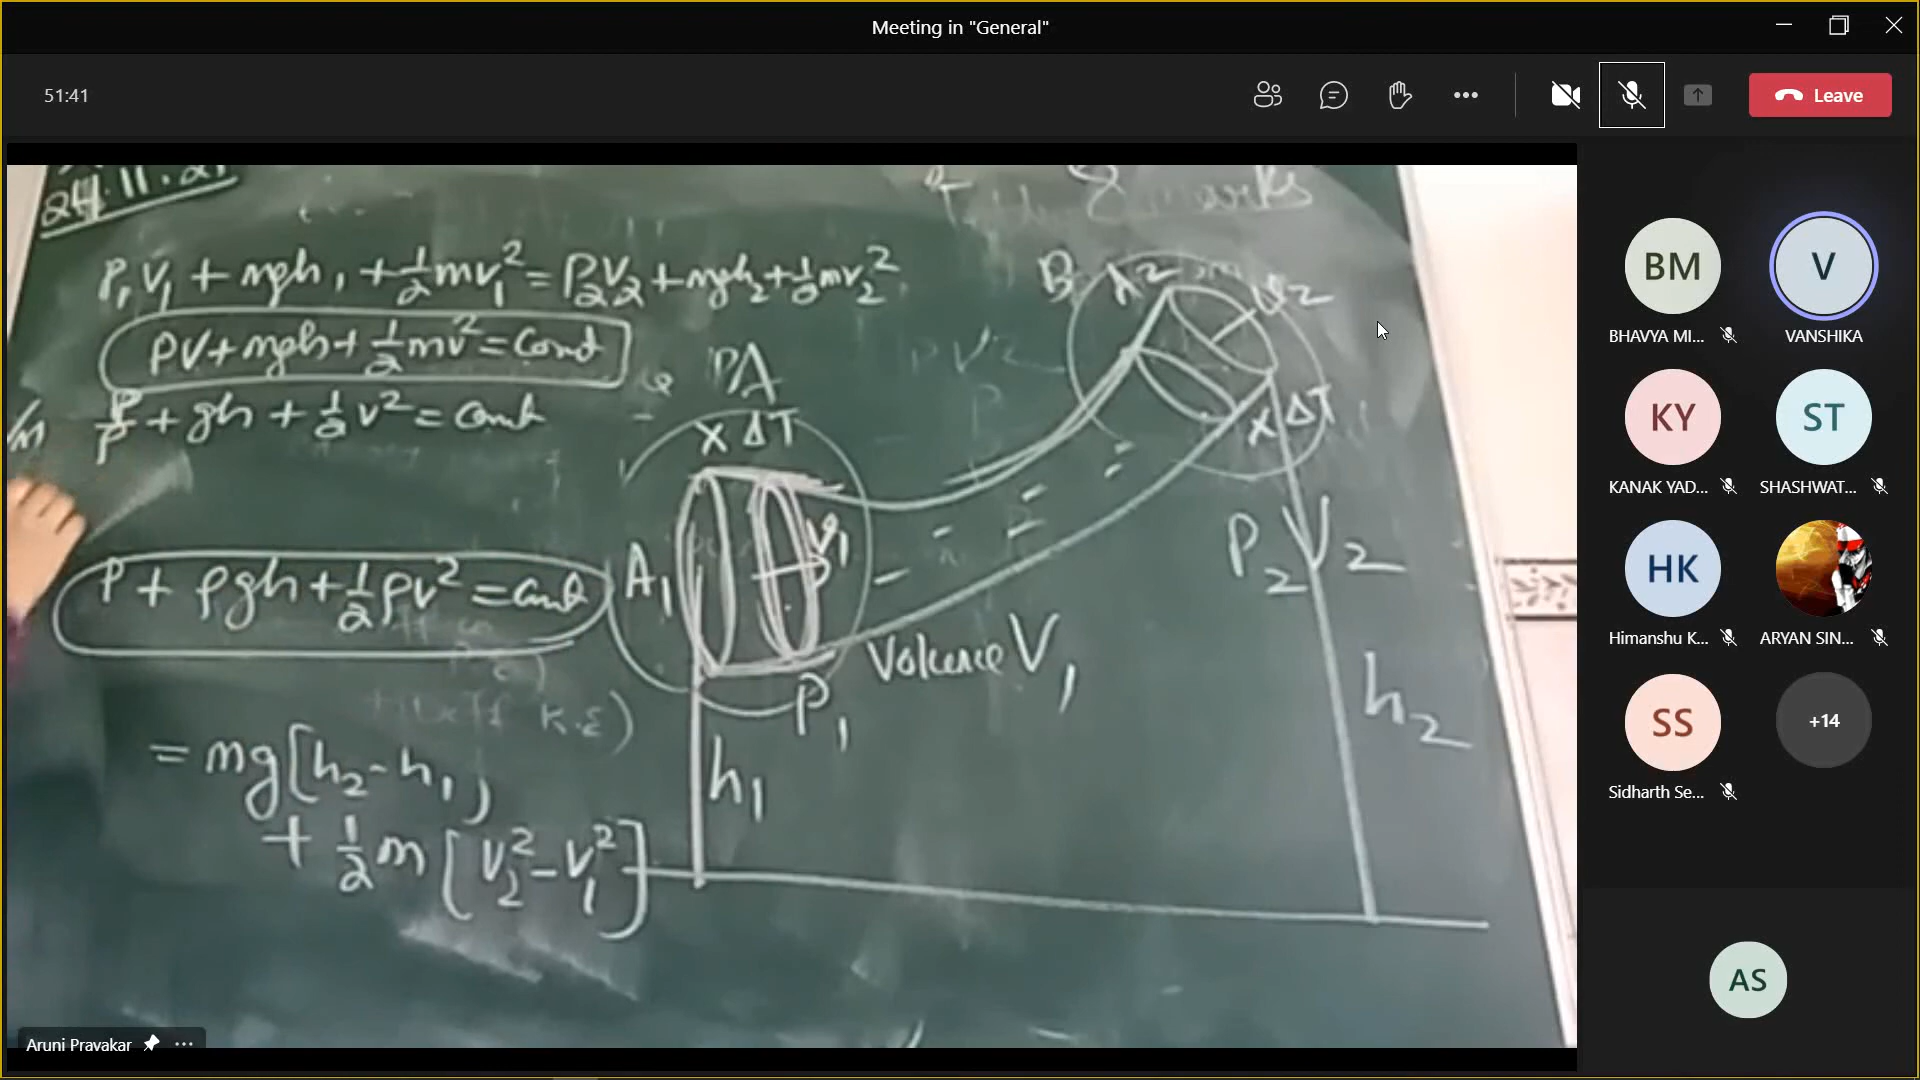 Meeting in "General"
51:41
Leave
24.11.21
8 marks
P₁V₁ + mgh₁ + ½mv₁² = P₂V₂ + mgh₂ + ½mv₂²
PV + mgh + ½mv² = Const
P/ρ + gh + ½v² = Const
P + ρgh + ½ρv² = Const
= mg[h₂ - h₁)
+ ½m[v₂² - v₁²]
PA
X ΔT
A₁
v₁
P₁
Volume V₁
h₁
B
A₂
v₂
X ΔT
P₂V₂
h₂
K.E)
BM
BHAVYA MI...
V
VANSHIKA
KY
KANAK YAD...
ST
SHASHWAT...
HK
Himanshu K...
ARYAN SIN...
SS
Sidharth Se...
+14
AS
Aruni Pravakar